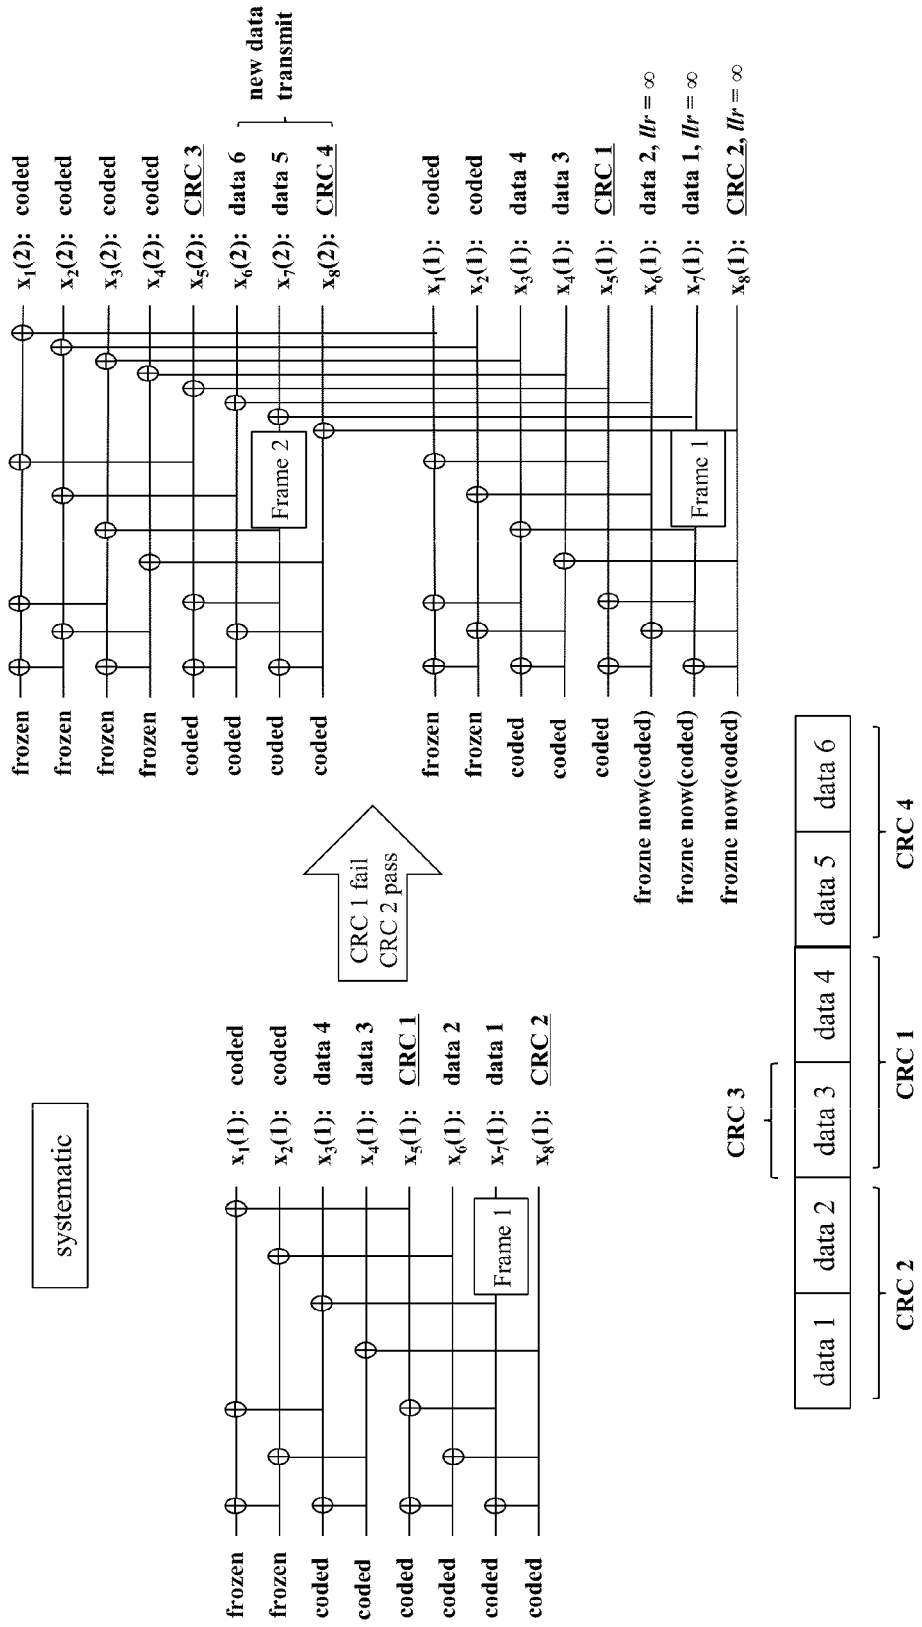 systematic
frozen x₁(1): coded
frozen x₂(1): coded
coded x₃(1): data 4
coded x₄(1): data 3
coded x₅(1): CRC 1
coded x₆(1): data 2
coded Frame 1 x₇(1): data 1
coded x₈(1): CRC 2
CRC 1 fail
CRC 2 pass
frozen x₁(2): coded
frozen x₂(2): coded
frozen x₃(2): coded
frozen x₄(2): coded
coded x₅(2): CRC 3
coded x₆(2): data 6
coded Frame 2 x₇(2): data 5
coded x₈(2): CRC 4
new data
transmit
frozen x₁(1): coded
frozen x₂(1): coded
coded x₃(1): data 4
coded x₄(1): data 3
coded x₅(1): CRC 1
frozne now(coded) x₆(1): data 2, llr = ∞
frozne now(coded) Frame 1 x₇(1): data 1, llr = ∞
frozne now(coded) x₈(1): CRC 2, llr = ∞
CRC 3
data 1 data 2 data 3 data 4 data 5 data 6
CRC 2 CRC 1 CRC 4